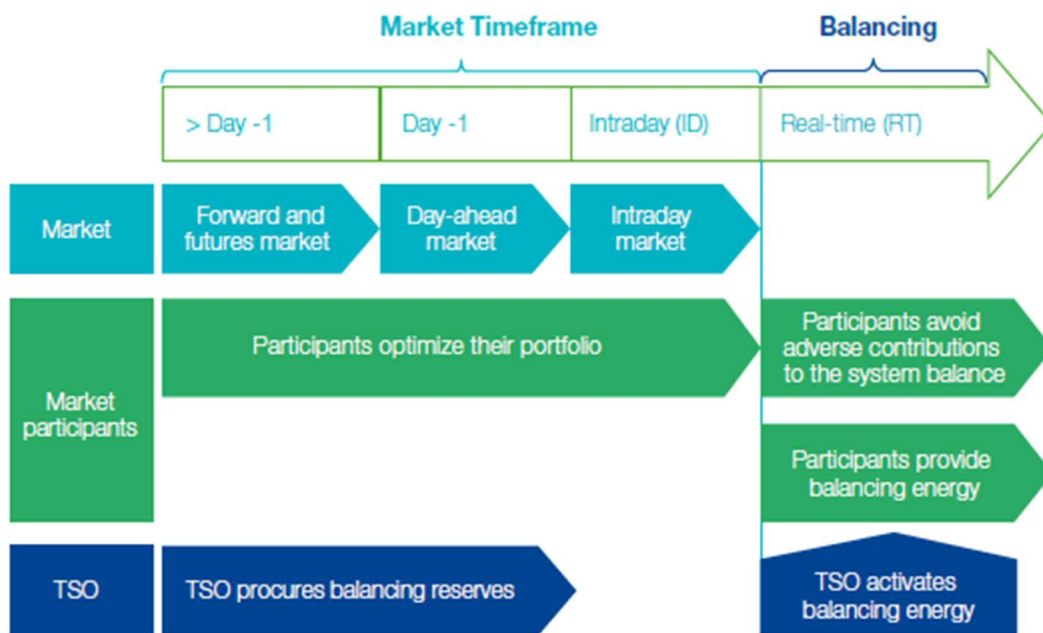 Market Timeframe
Balancing
> Day -1
Day -1
Intraday (ID)
Real-time (RT)
Market
Forward and
futures market
Day-ahead
market
Intraday
market
Market
participants
Participants optimize their portfolio
Participants avoid
adverse contributions
to the system balance
Participants provide
balancing energy
TSO
TSO procures balancing reserves
TSO activates
balancing energy